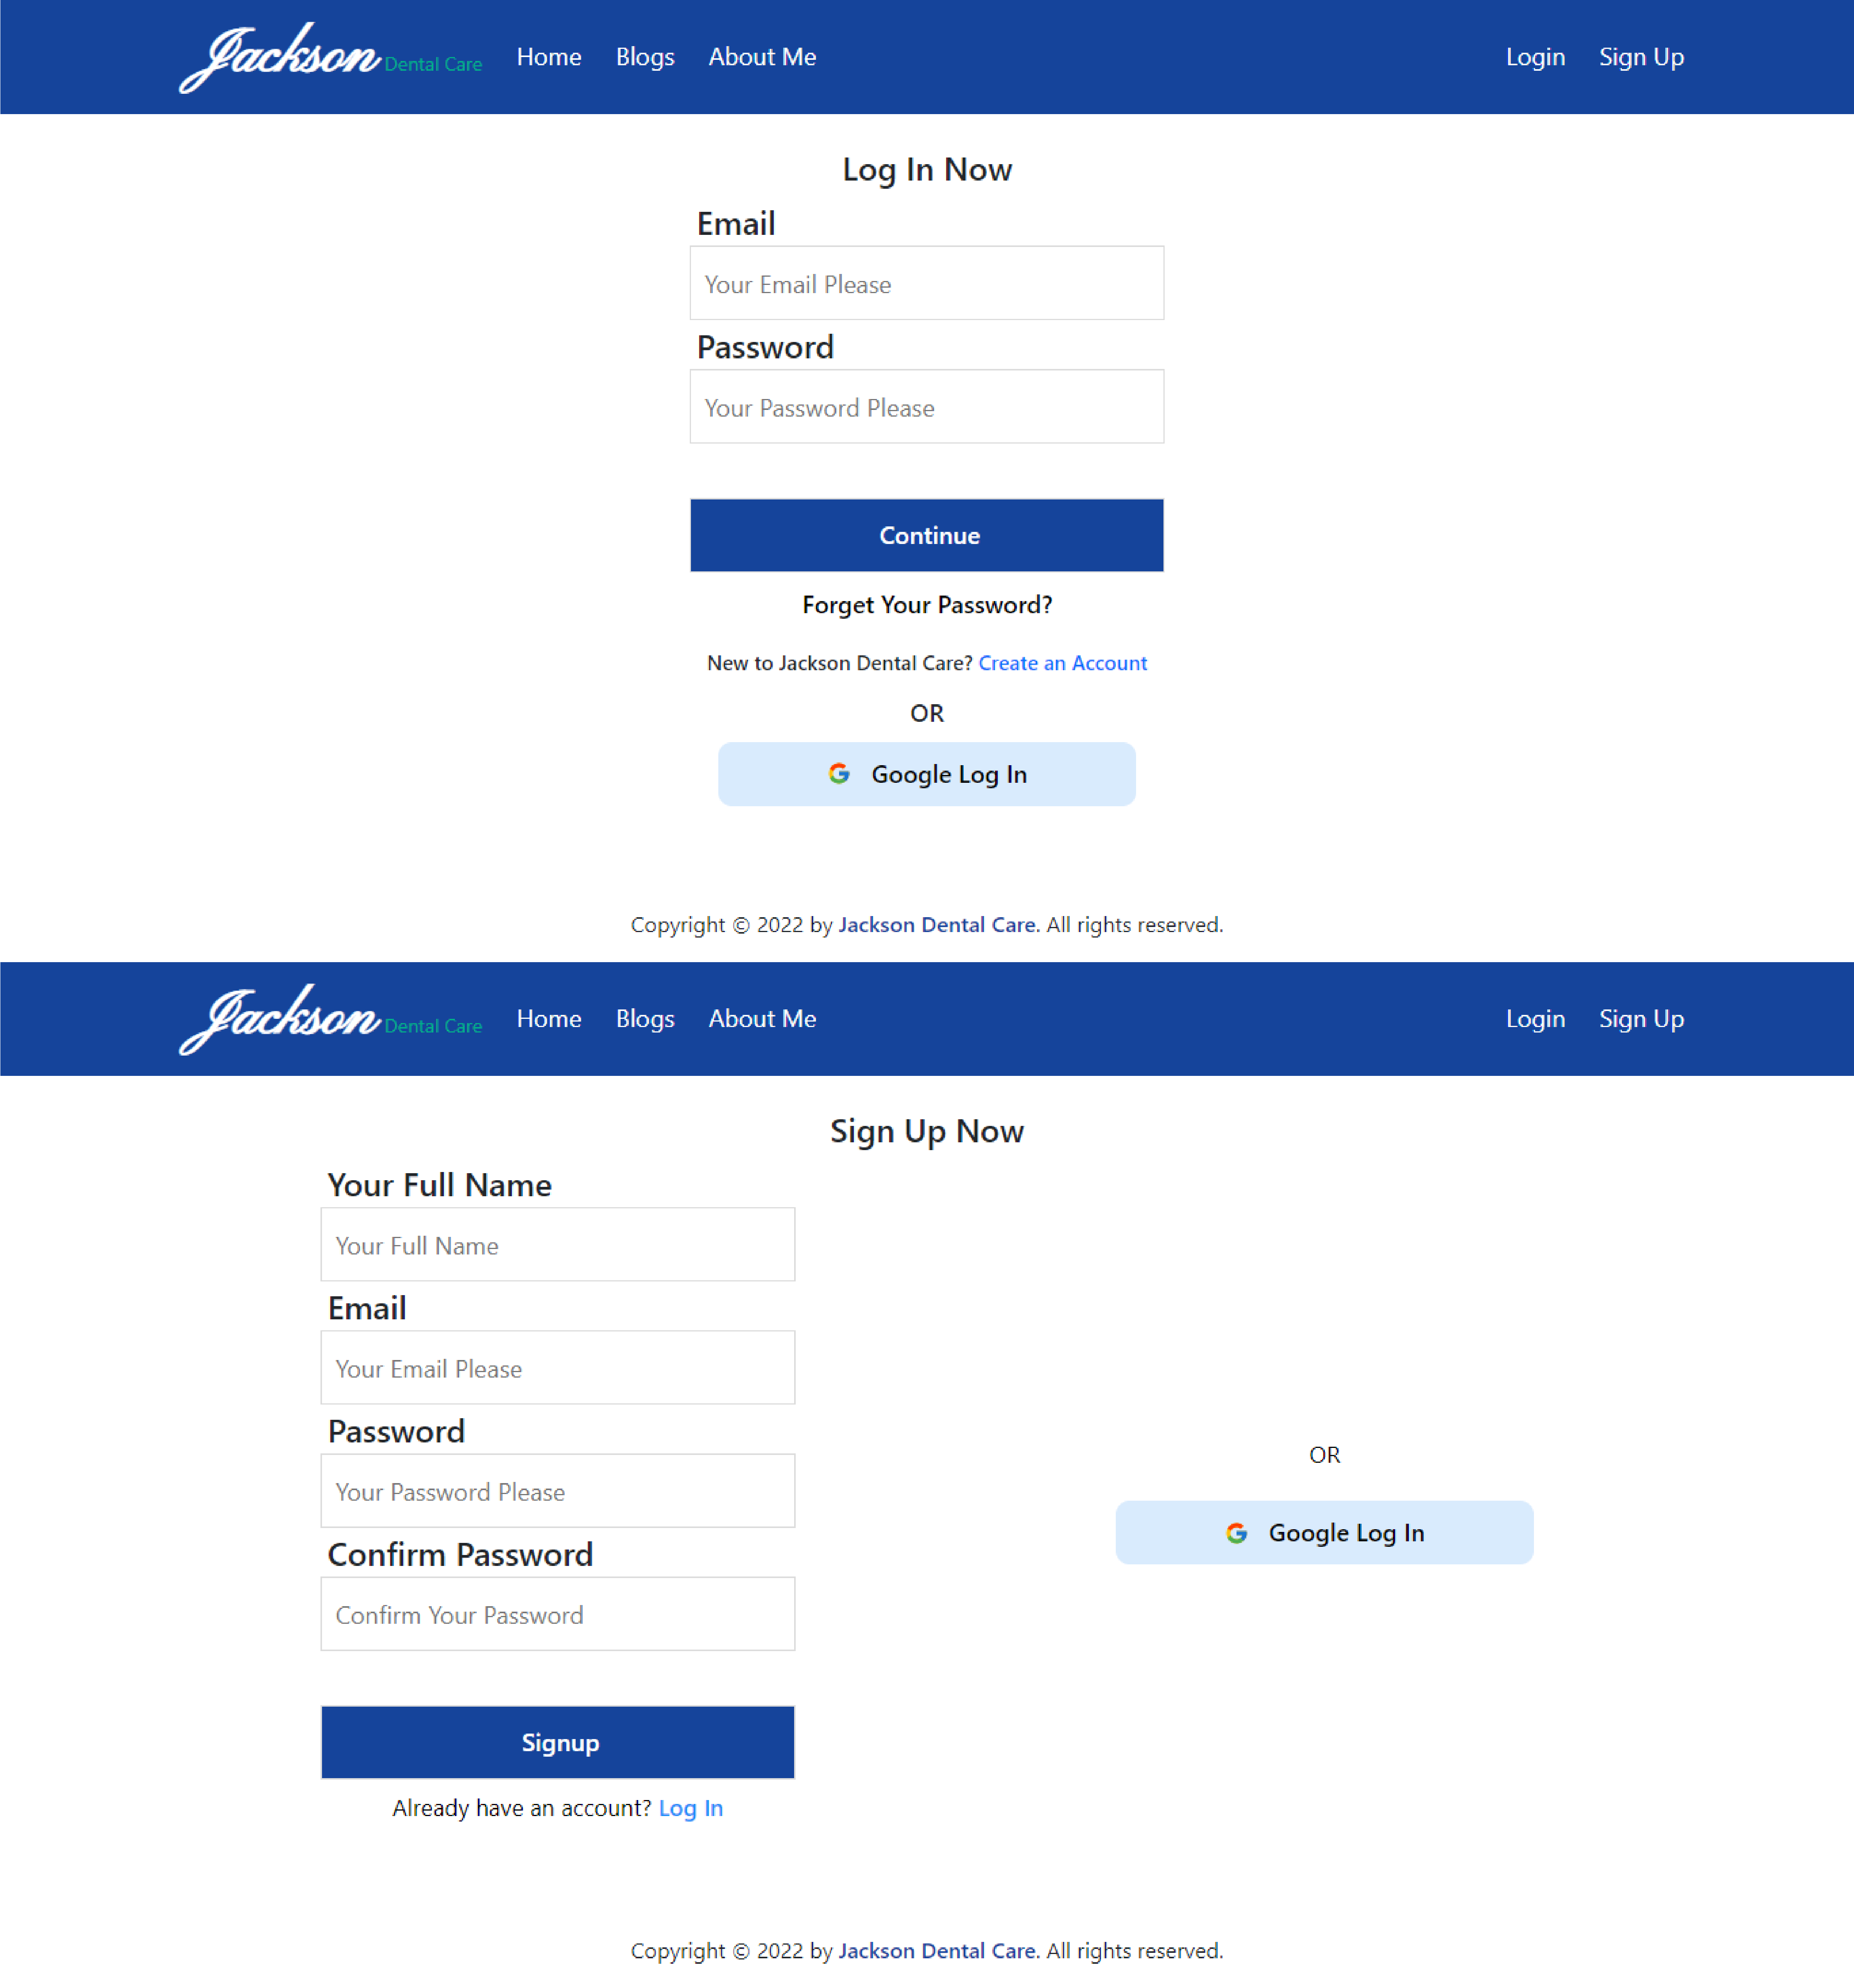 Jackson Dental Care Home Blogs About Me Login Sign Up
Log In Now
Email
Your Email Please
Password
Your Password Please
Continue
Forget Your Password?
New to Jackson Dental Care? Create an Account
OR
Google Log In
Copyright © 2022 by Jackson Dental Care. All rights reserved.
Jackson Dental Care Home Blogs About Me Login Sign Up
Sign Up Now
Your Full Name
Your Full Name
Email
Your Email Please
Password
Your Password Please
Confirm Password
Confirm Your Password
Signup
Already have an account? Log In
OR
Google Log In
Copyright © 2022 by Jackson Dental Care. All rights reserved.